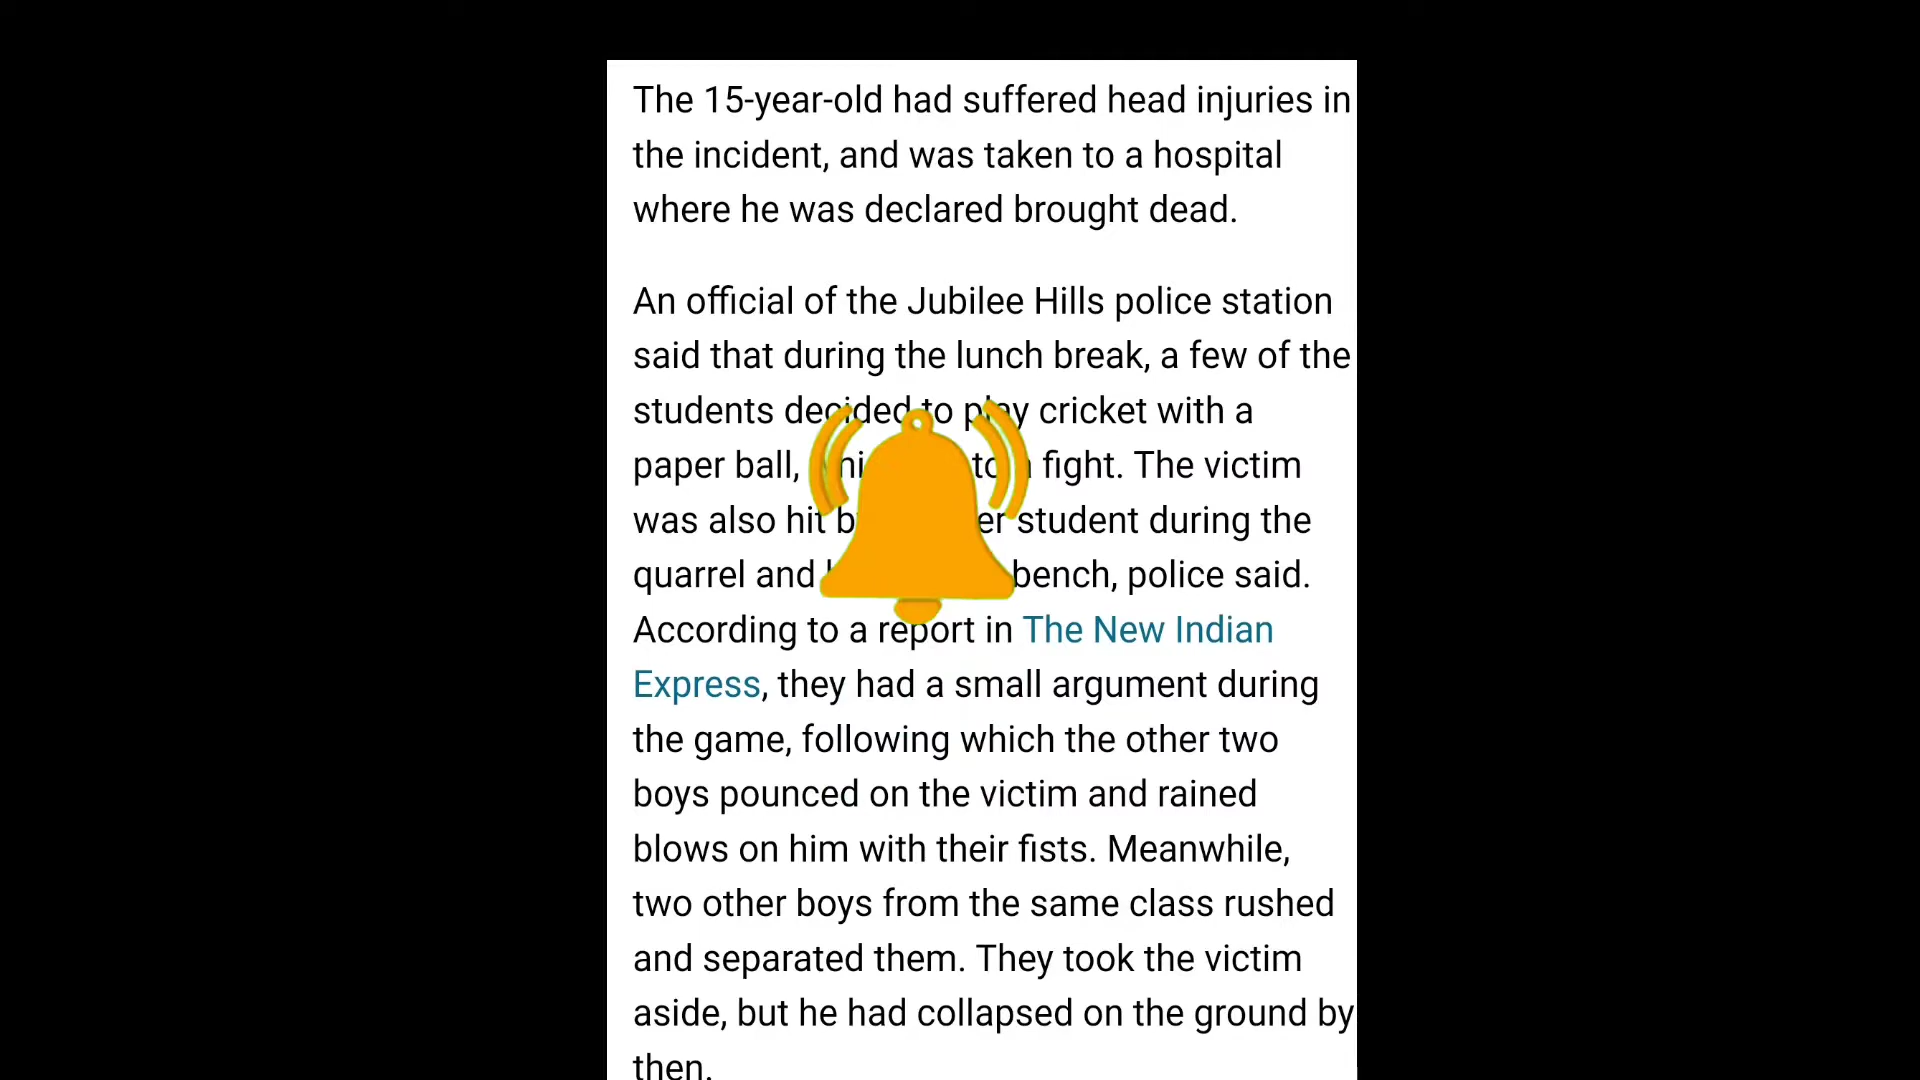 The 15-year-old had suffered head injuries in
the incident, and was taken to a hospital
where he was declared brought dead.
An official of the Jubilee Hills police station
said that during the lunch break, a few of the
students decided to play cricket with a
paper ball, to fight. The victim
was also hit student during the
quarrel and bench, police said.
According to a report in The New Indian
Express, they had a small argument during
the game, following which the other two
boys pounced on the victim and rained
blows on him with their fists. Meanwhile,
two other boys from the same class rushed
and separated them. They took the victim
aside, but he had collapsed on the ground by
then.